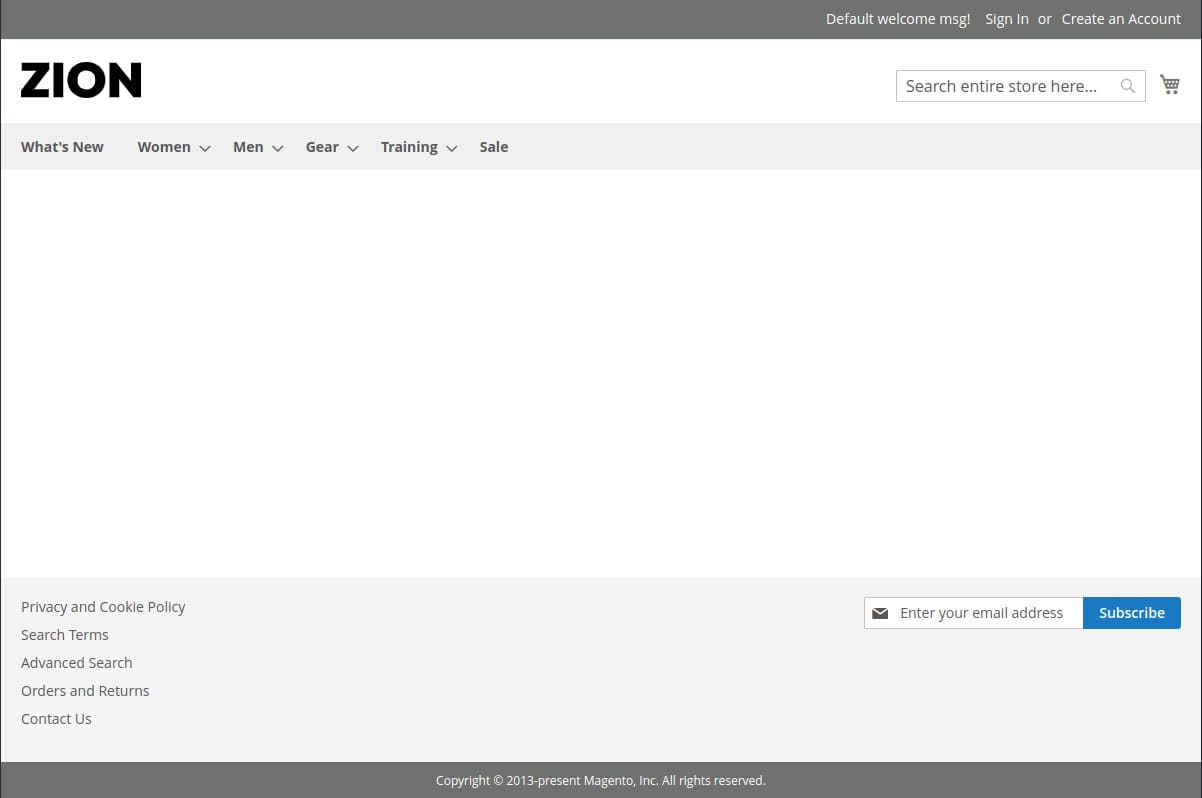 Default welcome msg! Sign In or Create an Account
ZION
Search entire store here...
What's New Women Men Gear Training Sale
Privacy and Cookie Policy
Enter your email address Subscribe
Search Terms
Advanced Search
Orders and Returns
Contact Us
Copyright © 2013-present Magento, Inc. All rights reserved.